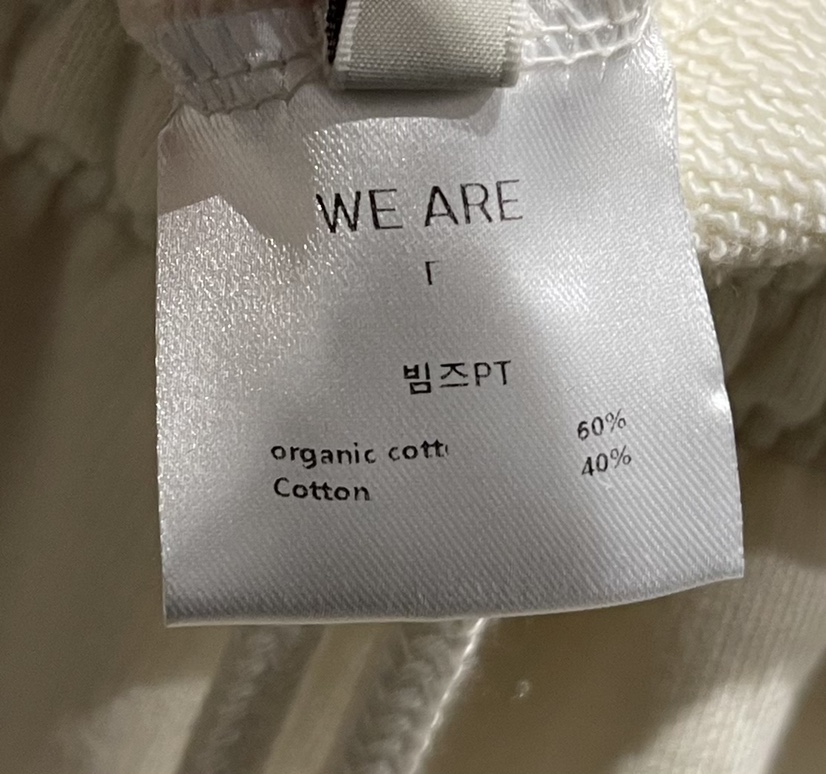 WE ARE
빔즈PT
organic cott
60%
Cotton
40%